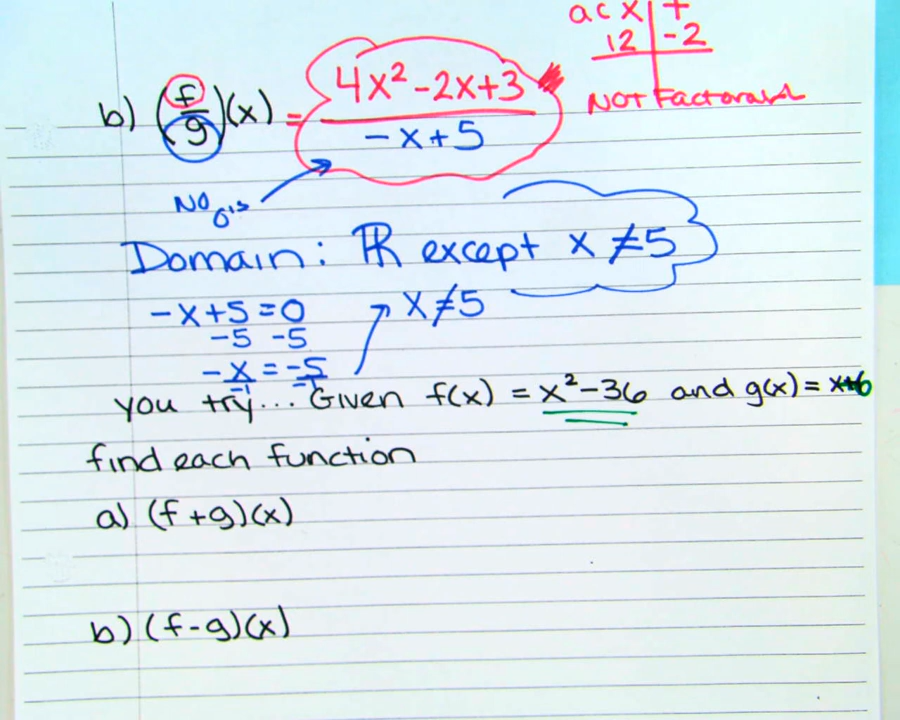 ac x | +
12 | -2
NOT Factorable
b) (f/g)(x) = 4x² -2x+3 / -x+5
NO 0's
Domain: ℝ except x ≠ 5
-x+5=0
x ≠ 5
-5 -5
-x = -5
-1 -1
you try... Given f(x) = x²-36 and g(x) = x+6
find each function
a) (f+g)(x)
b) (f-g)(x)